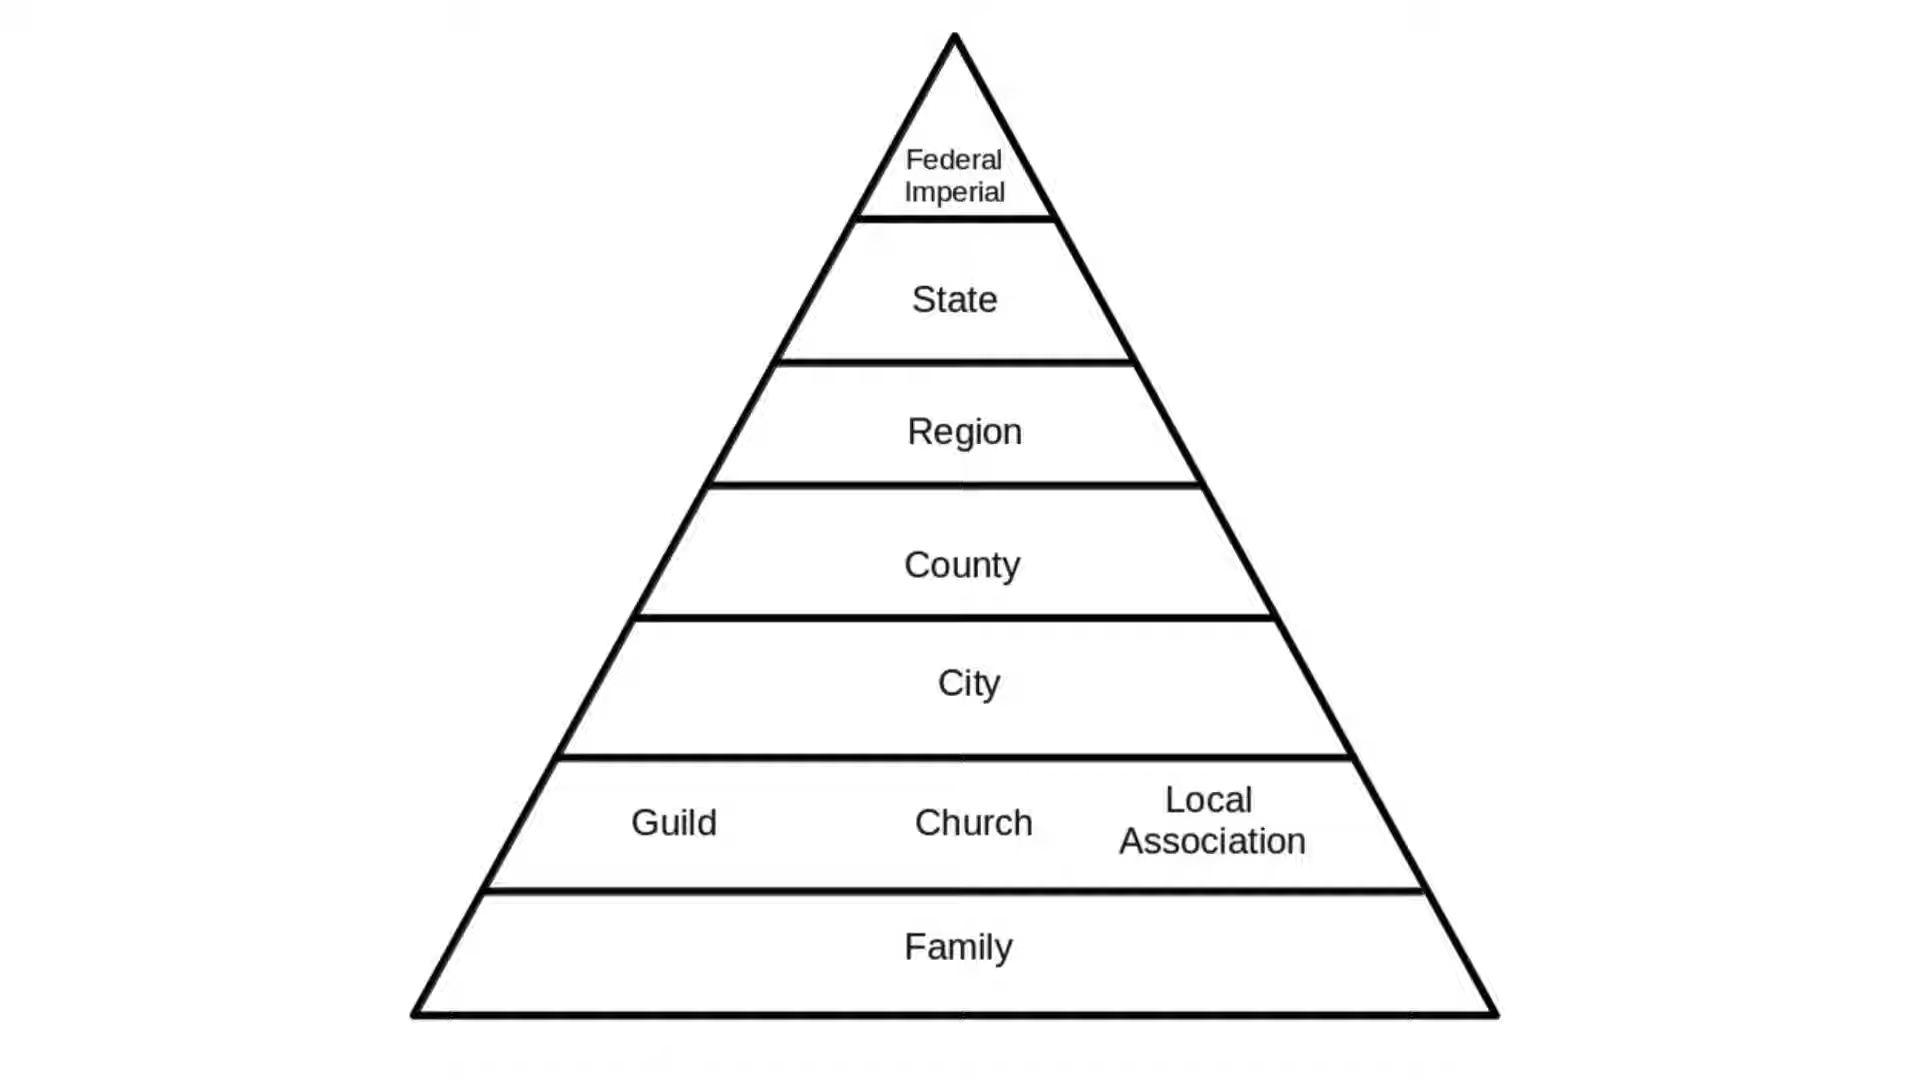 Federal
Imperial
State
Region
County
City
Guild
Church
Local
Association
Family